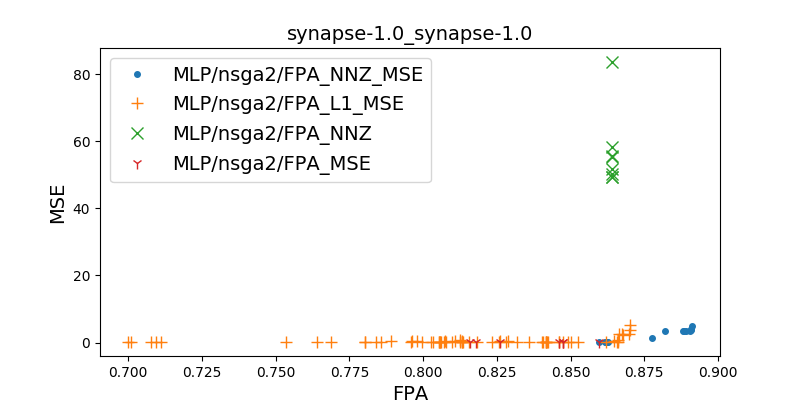 synapse-1.0_synapse-1.0
MLP/nsga2/FPA_NNZ_MSE
MLP/nsga2/FPA_L1_MSE
MLP/nsga2/FPA_NNZ
MLP/nsga2/FPA_MSE
MSE
80
60
40
20
0
0.700 0.725 0.750 0.775 0.800 0.825 0.850 0.875 0.900
FPA